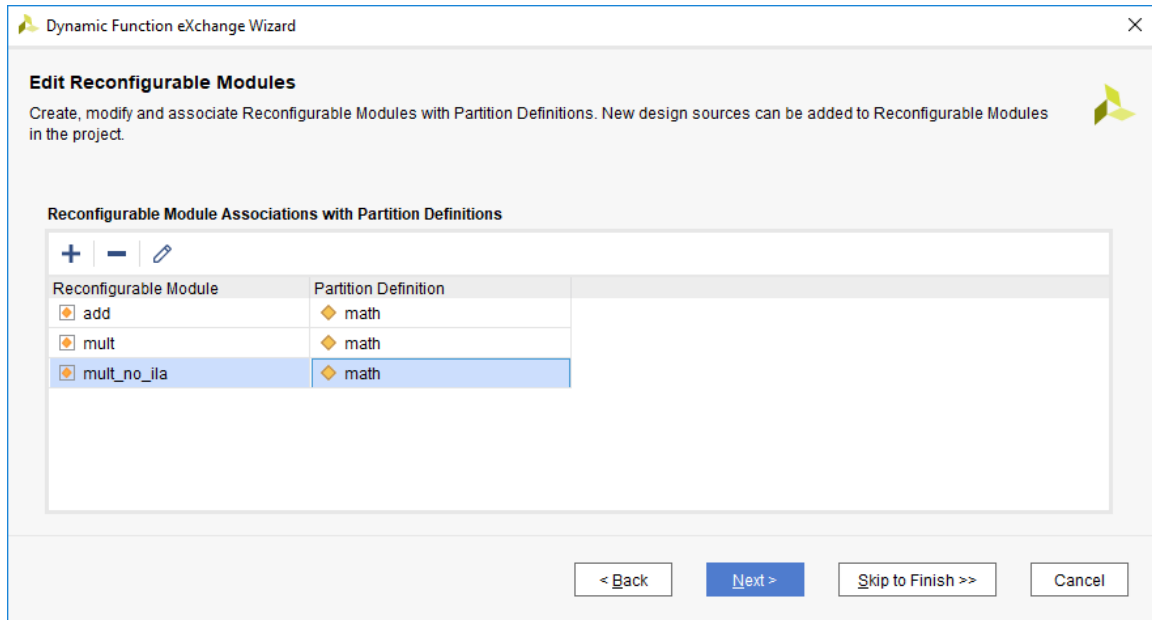 Dynamic Function eXchange Wizard
Edit Reconfigurable Modules
Create, modify and associate Reconfigurable Modules with Partition Definitions. New design sources can be added to Reconfigurable Modules
in the project.
Reconfigurable Module Associations with Partition Definitions
Reconfigurable Module Partition Definition
add math
mult math
mult_no_ila math
< Back Next > Skip to Finish >> Cancel